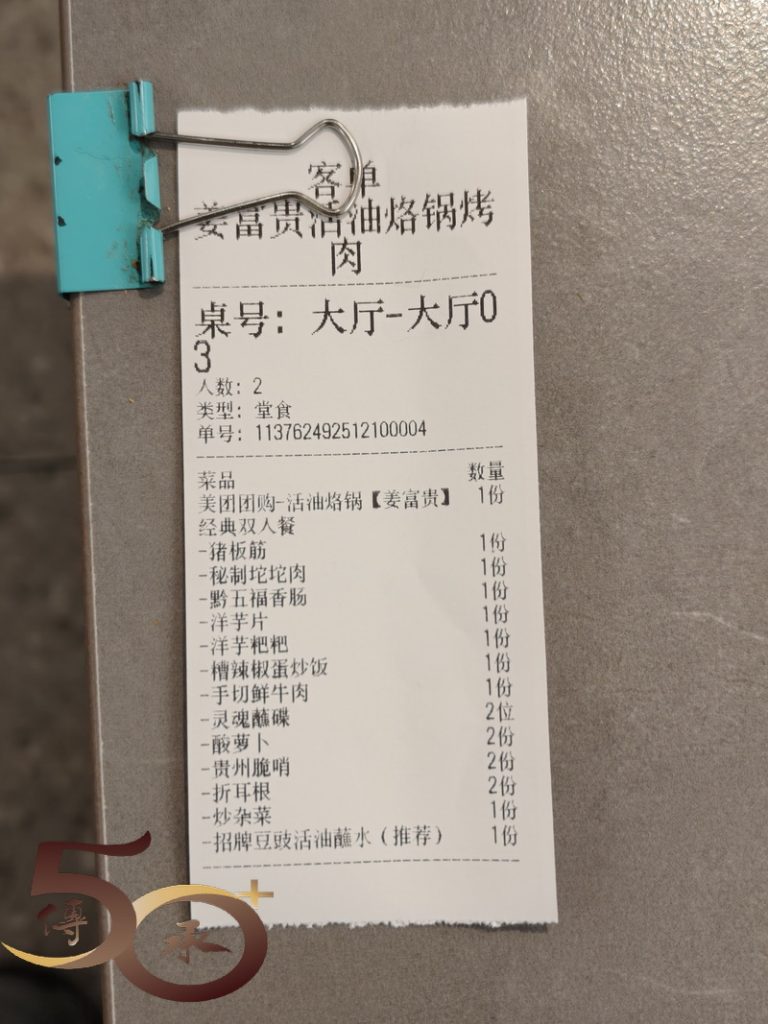 客单
姜富贵活油烙锅烤
肉
桌号: 大厅-大厅0
3
人数: 2
类型: 堂食
单号: 113762492512100004
菜品 数量
美团团购-活油烙锅【姜富贵】 1份
经典双人餐
-猪板筋 1份
-秘制坨坨肉 1份
-黔五福香肠 1份
-洋芋片 1份
-洋芋粑粑 1份
-糟辣椒蛋炒饭 1份
-手切鲜牛肉 1份
-灵魂蘸碟 2位
-酸萝卜 2份
-贵州脆哨 2份
-折耳根 2份
-炒杂菜 1份
-招牌豆豉活油蘸水(推荐) 1份
50+
傳承